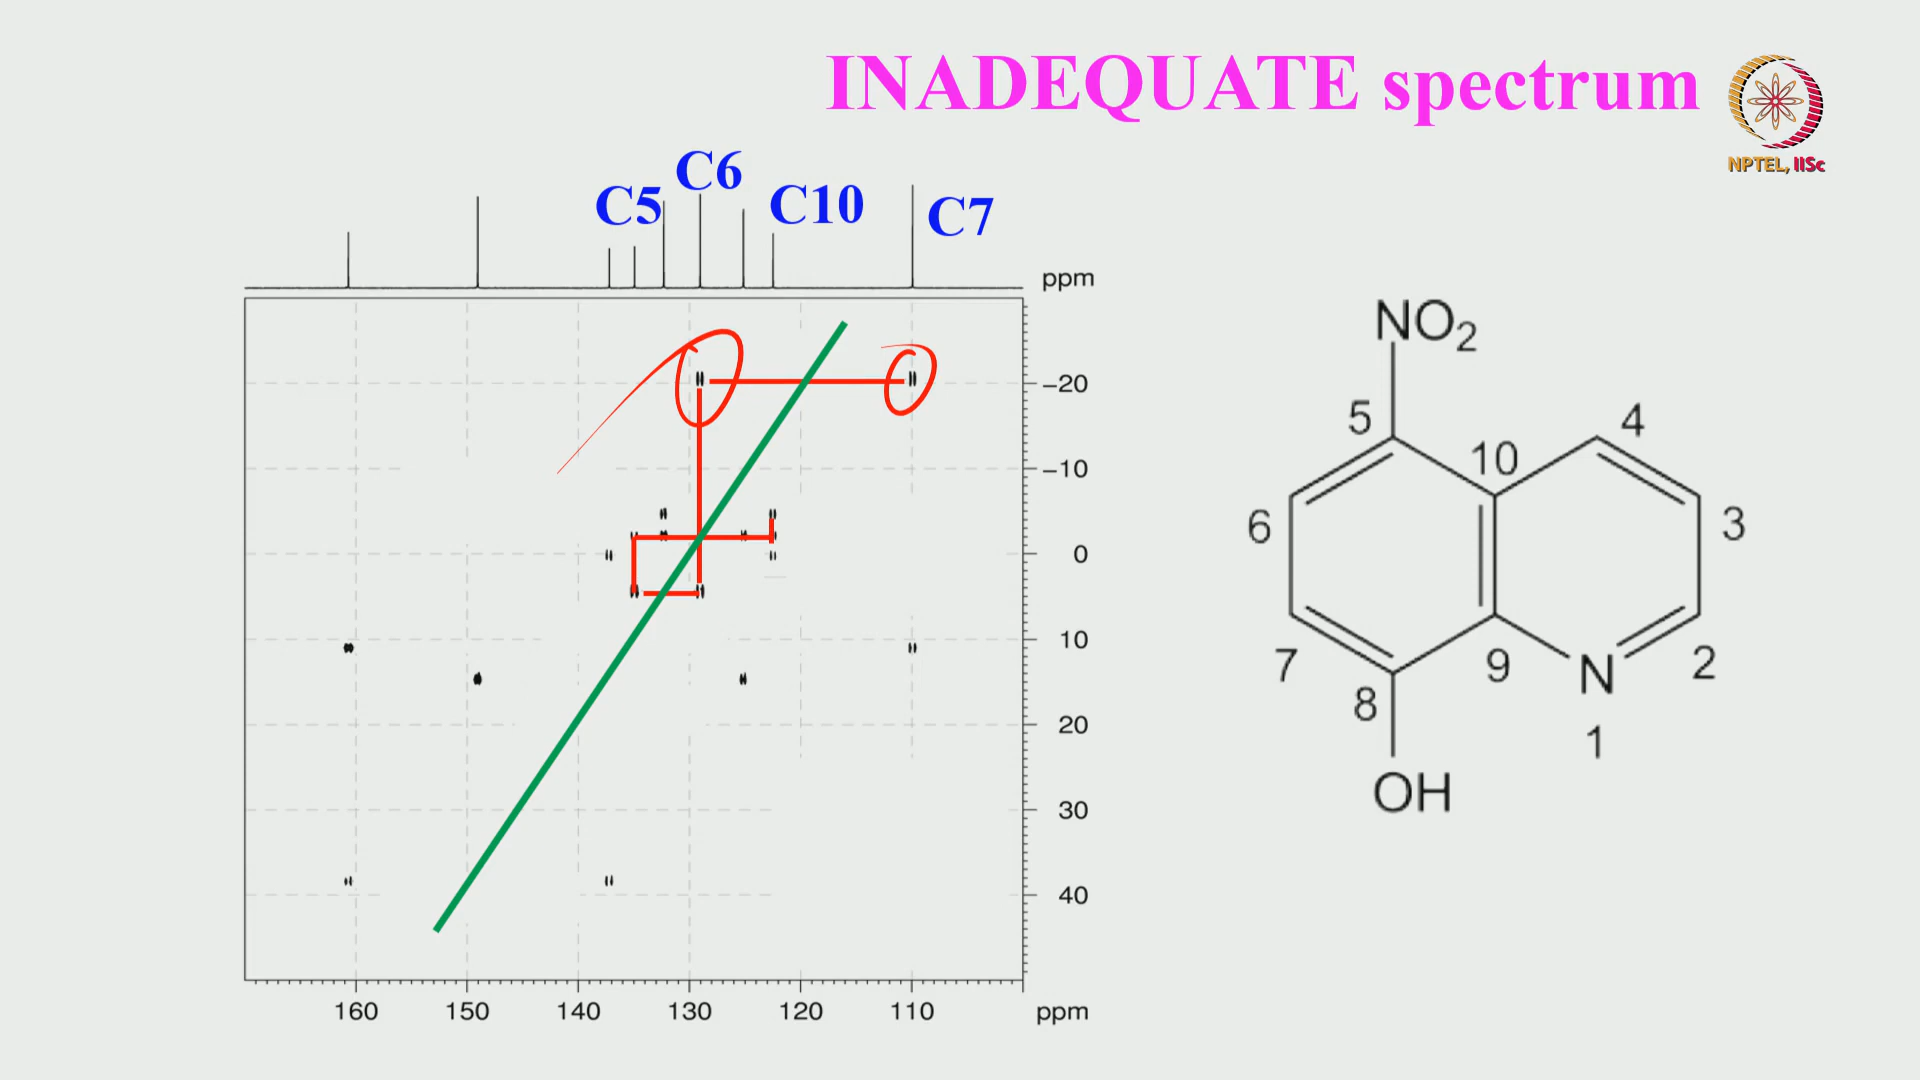 INADEQUATE spectrum
NPTEL, IISc
C6
C5
C10
C7
ppm
−20
−10
0
10
20
30
40
160 150 140 130 120 110 ppm
NO2
5
4
10
6
3
7
9
N
2
8
1
OH